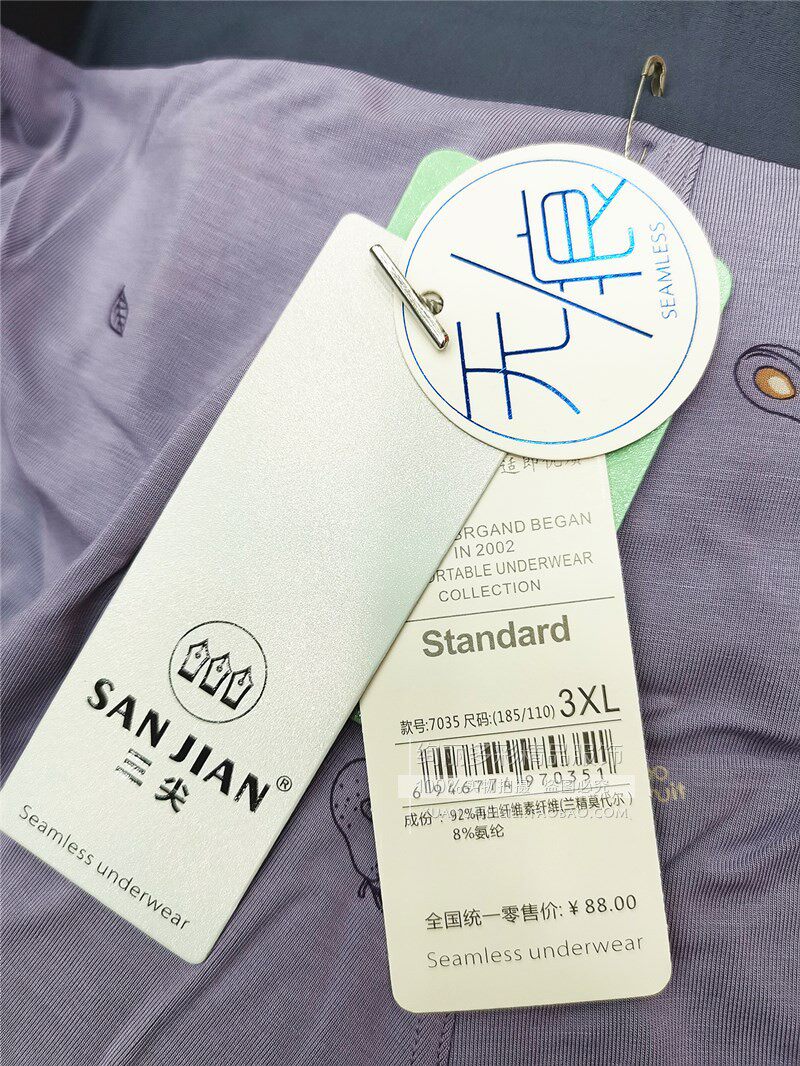 无/痕
SEAMLESS
SAN JIAN®
三尖
Seamless underwear
BEGAN
IN 2002
UNDERWEAR
COLLECTION
Standard
款号:7035 尺码:(185/110) 3XL
成份:92%再生纤维素纤维(兰精莫代尔)
8%氨纶
全国统一零售价:¥88.00
Seamless underwear